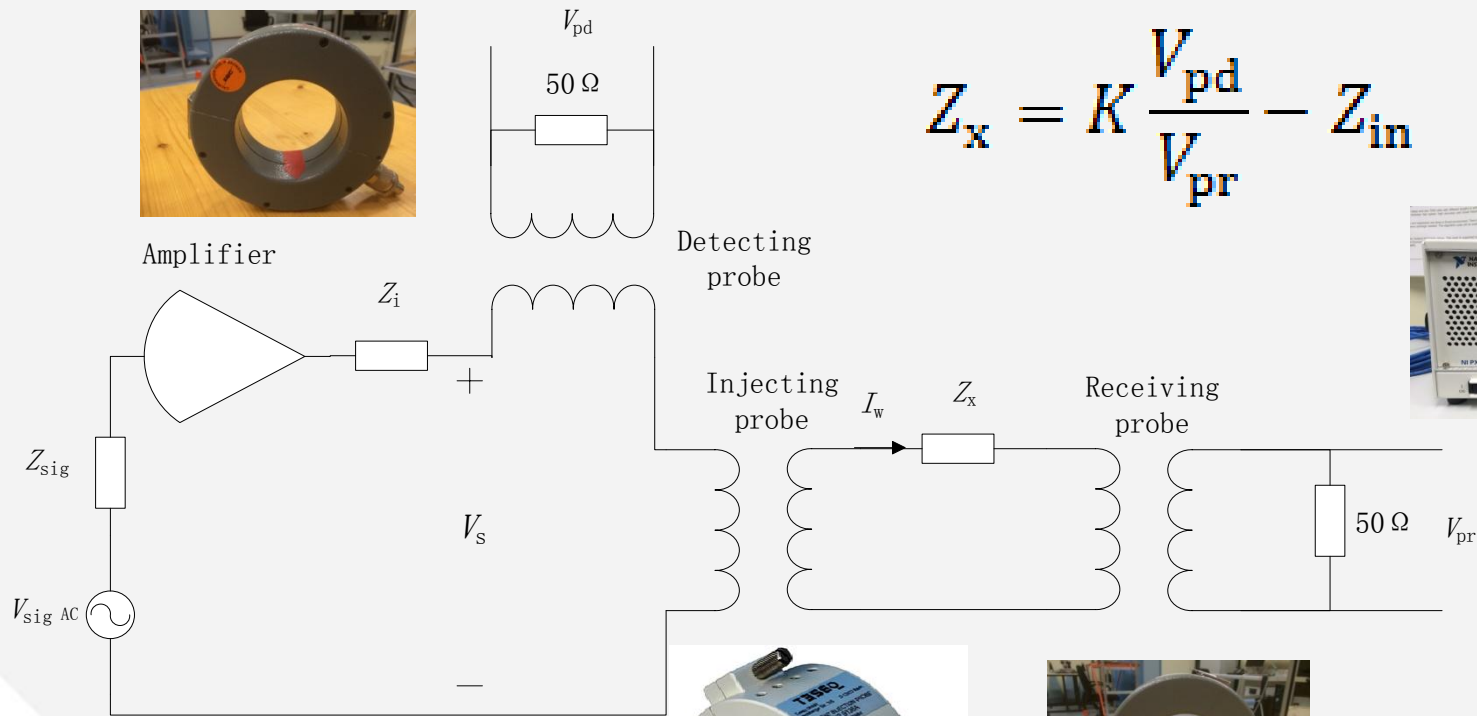 V_pd
50 Ω
Z_x = K V_pd / V_pr − Z_in
Amplifier
Detecting
probe
Z_i
+
Injecting
probe
I_w
Z_x
Receiving
probe
Z_sig
V_s
50 Ω
V_pr
V_sig AC
—
TESEQ